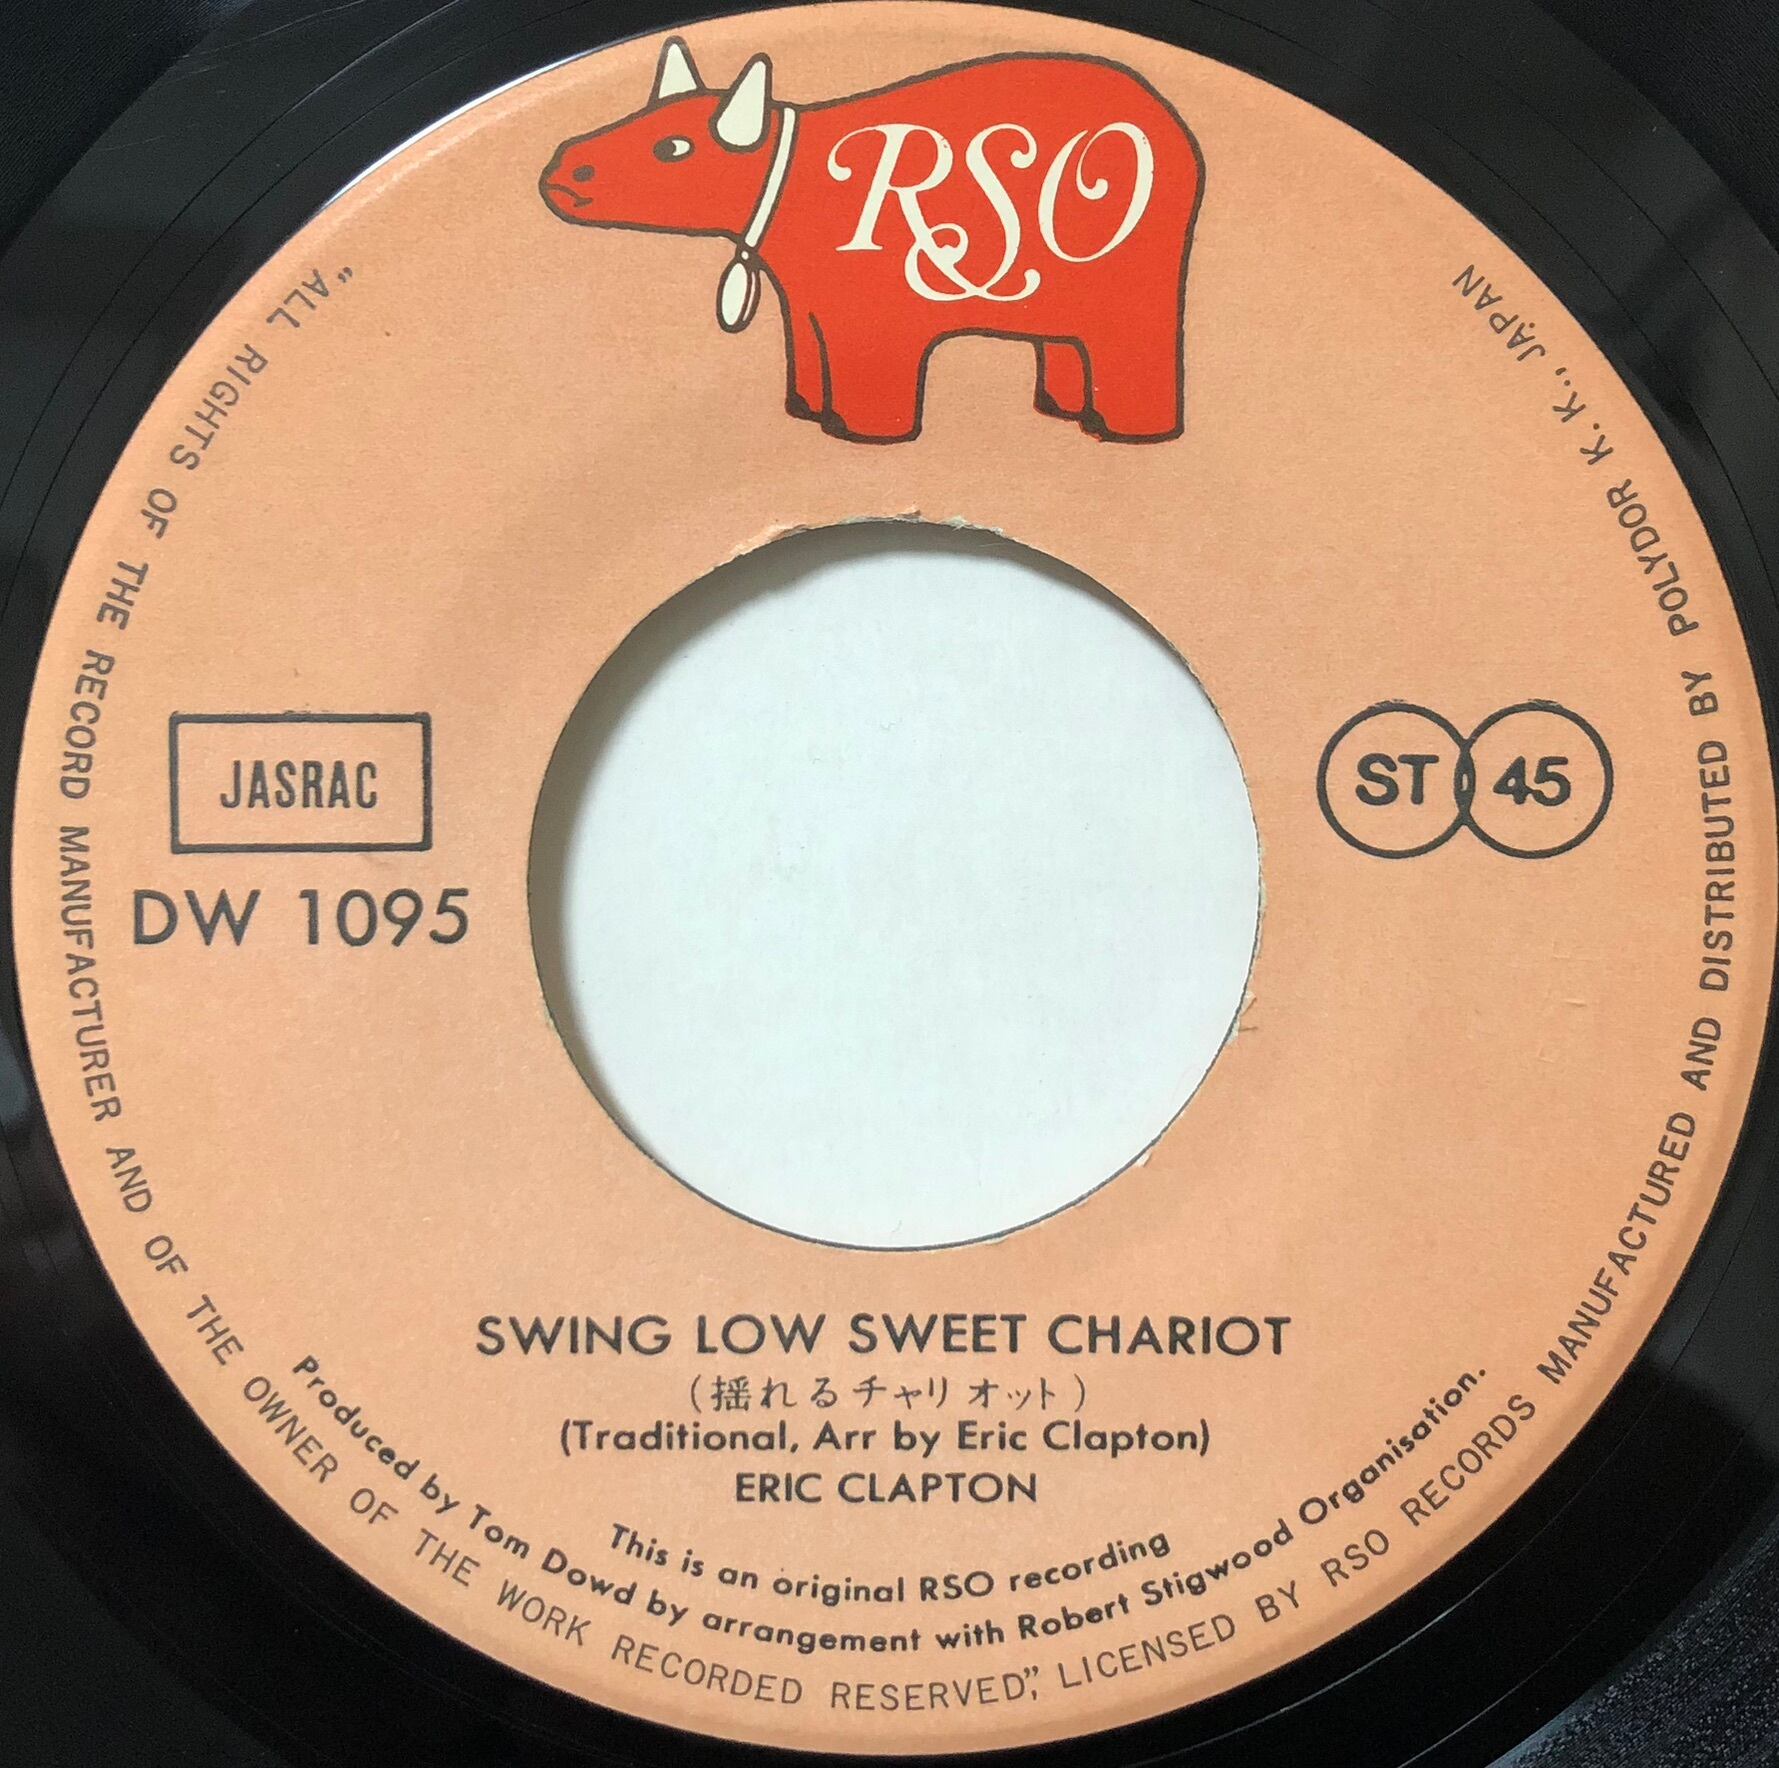 RSO
JASRAC
DW 1095
ST 45
SWING LOW SWEET CHARIOT
(揺れるチャリオット)
(Traditional, Arr by Eric Clapton)
ERIC CLAPTON
This is an original RSO recording
Produced by Tom Dowd by arrangement with Robert Stigwood Organisation.
"ALL RIGHTS OF THE RECORD MANUFACTURER AND OF THE OWNER OF THE WORK RECORDED RESERVED", LICENSED BY RSO RECORDS MANUFACTURED AND DISTRIBUTED BY POLYDOR K.K., JAPAN